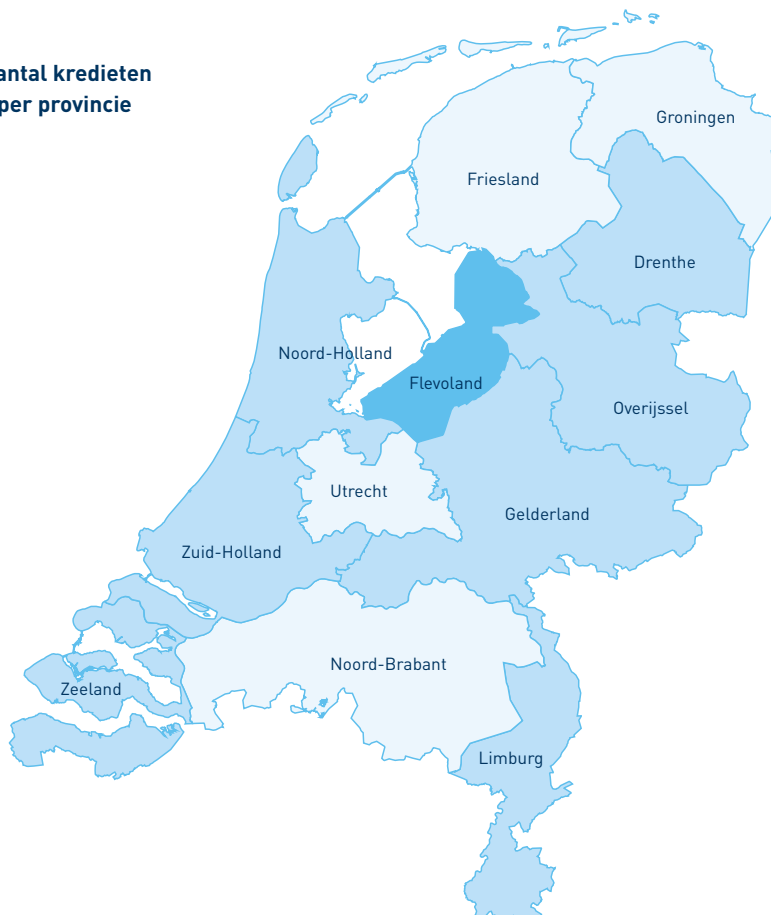 antal kredieten
per provincie
Groningen
Friesland
Drenthe
Noord-Holland
Flevoland
Overijssel
Utrecht
Gelderland
Zuid-Holland
Noord-Brabant
Zeeland
Limburg